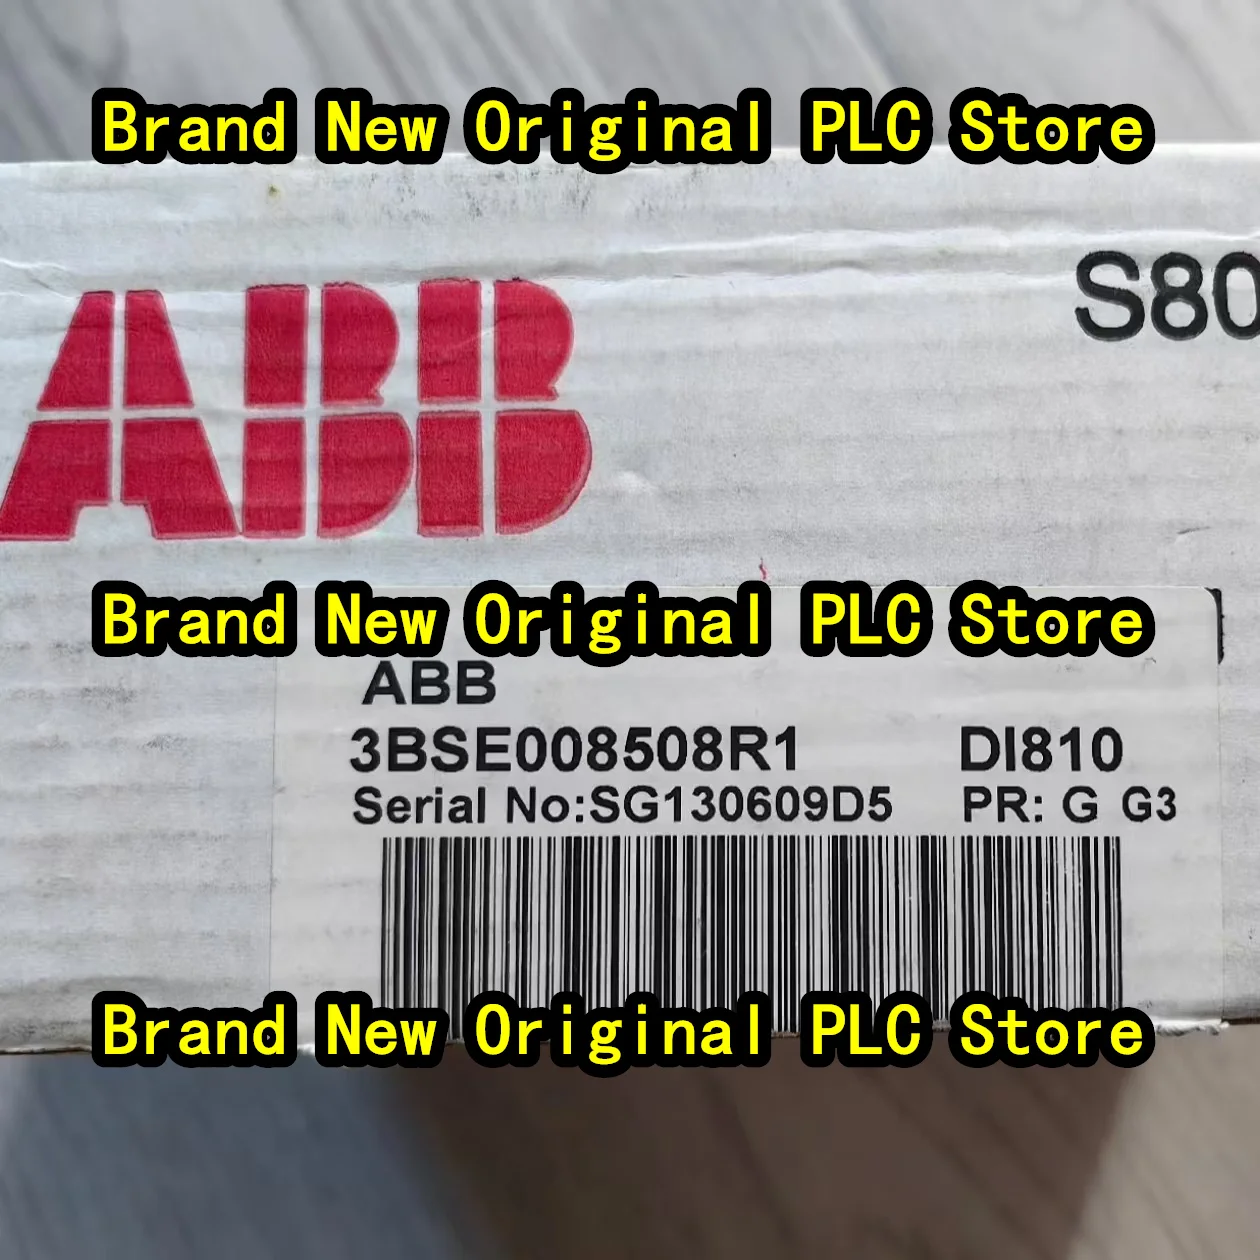 Brand New Original PLC Store
S80
ABB
Brand New Original PLC Store
ABB
3BSE008508R1 DI810
Serial No:SG130609D5 PR: G G3
Brand New Original PLC Store